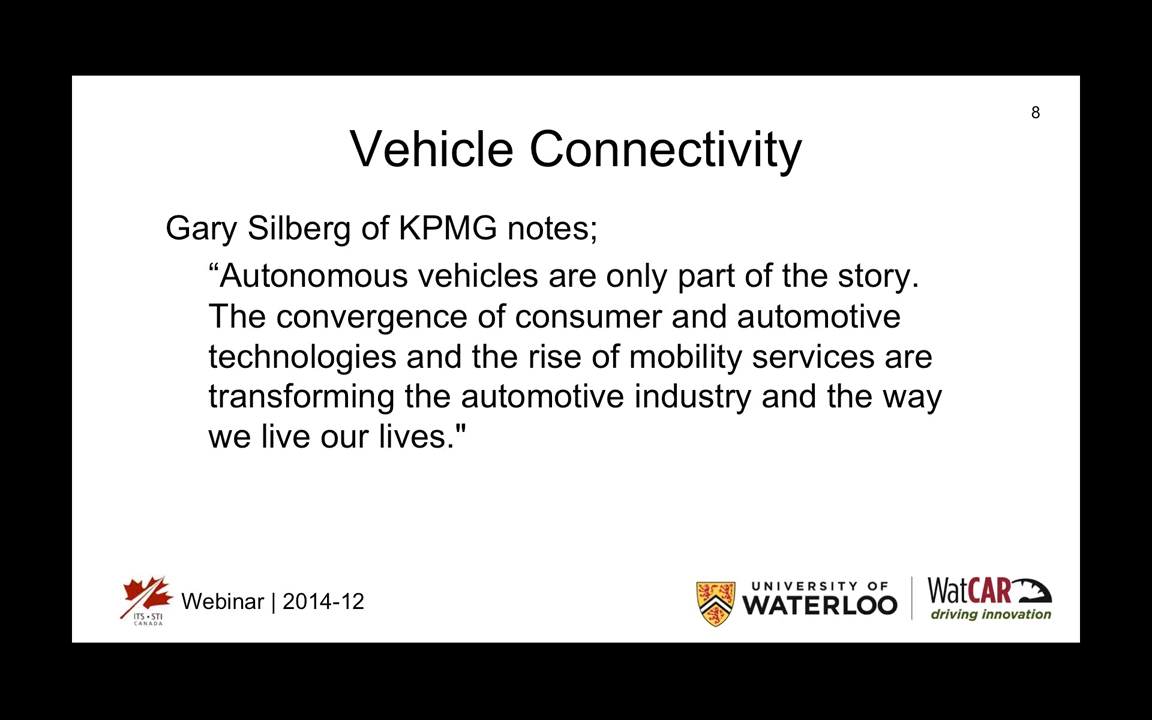 8
Vehicle Connectivity
Gary Silberg of KPMG notes;
“Autonomous vehicles are only part of the story.
The convergence of consumer and automotive
technologies and the rise of mobility services are
transforming the automotive industry and the way
we live our lives."
ITS • STI
CANADA
Webinar | 2014-12
UNIVERSITY OF
WATERLOO
WatCAR
driving innovation